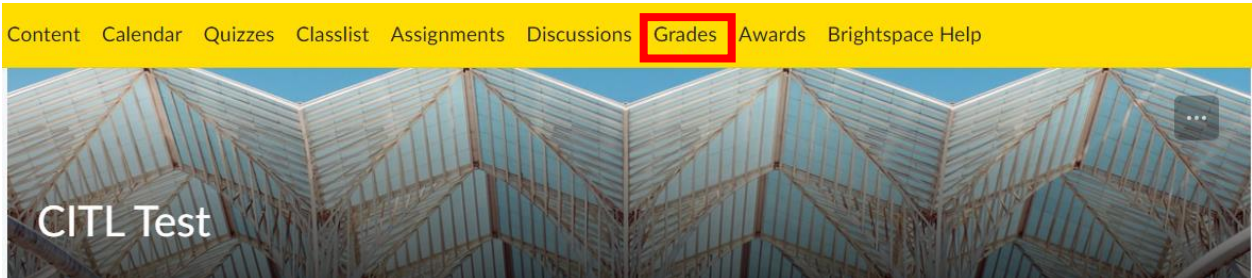 Content Calendar Quizzes Classlist Assignments Discussions Grades Awards Brightspace Help
CITL Test